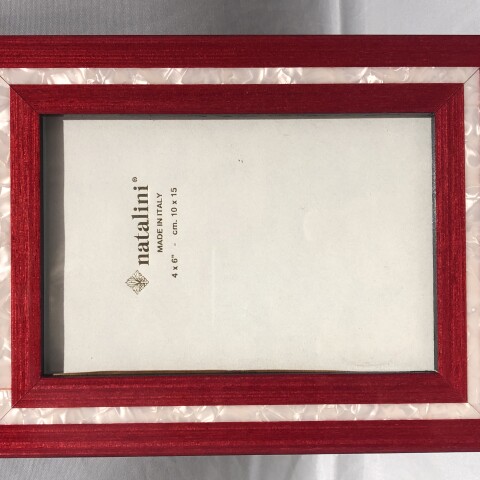 natalini®
MADE IN ITALY
4 x 6" - cm. 10 x 15